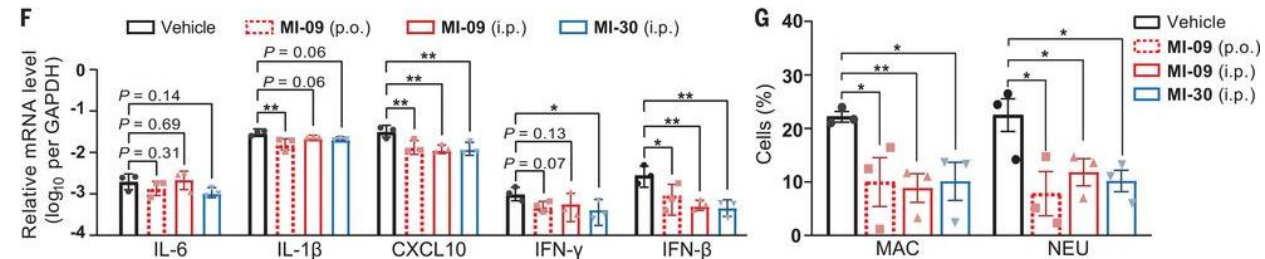 F
Vehicle MI-09 (p.o.) MI-09 (i.p.) MI-30 (i.p.)
Relative mRNA level
(log10 per GAPDH)
0
-1
-2
-3
-4
P = 0.14
P = 0.69
P = 0.31
P = 0.06
P = 0.06
**
**
**
**
*
P = 0.13
P = 0.07
**
**
*
IL-6 IL-1β CXCL10 IFN-γ IFN-β
G
Vehicle
MI-09 (p.o.)
MI-09 (i.p.)
MI-30 (i.p.)
Cells (%)
40
30
20
10
0
*
**
*
*
*
*
MAC NEU